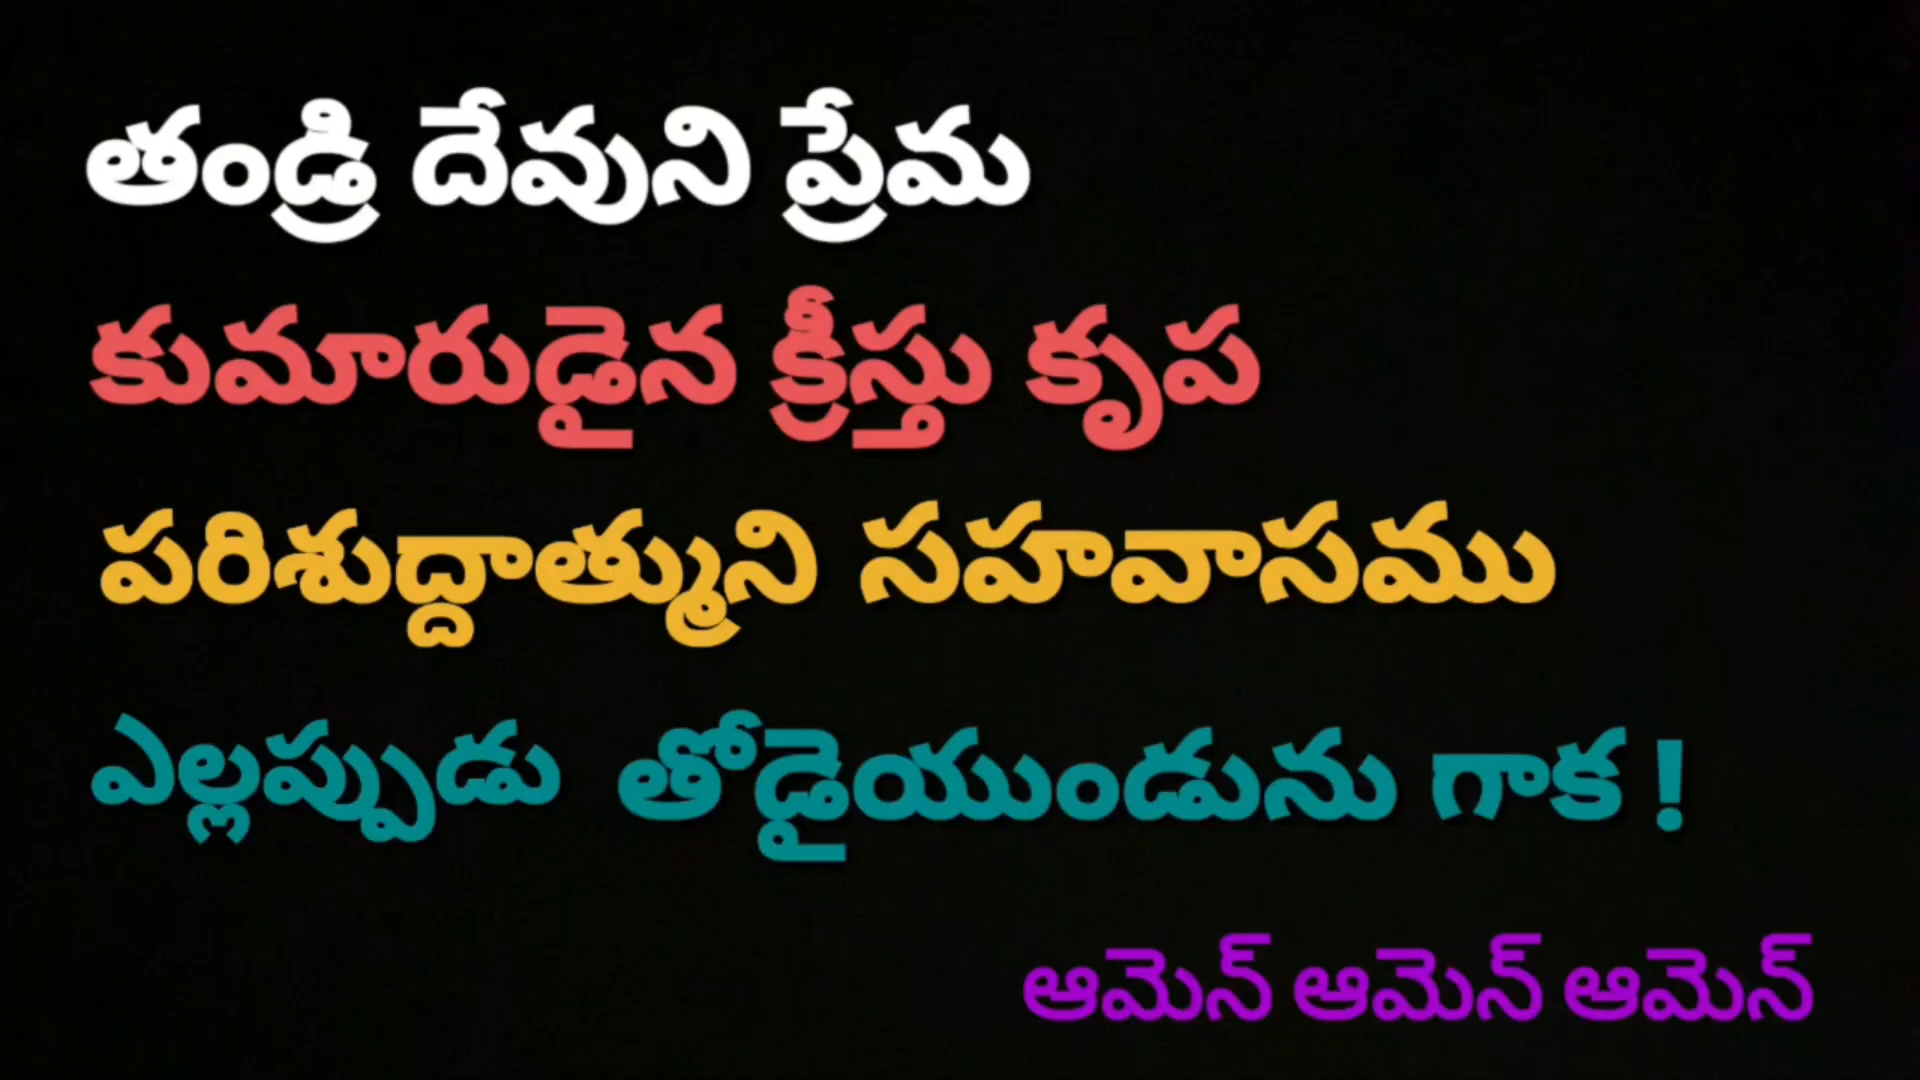 తండ్రి దేవుని ప్రేమ
కుమారుడైన క్రీస్తు కృప
పరిశుద్దాత్ముని సహవాసము
ఎల్లప్పుడు తోడైయుండును గాక !
ఆమెన్ ఆమెన్ ఆమెన్